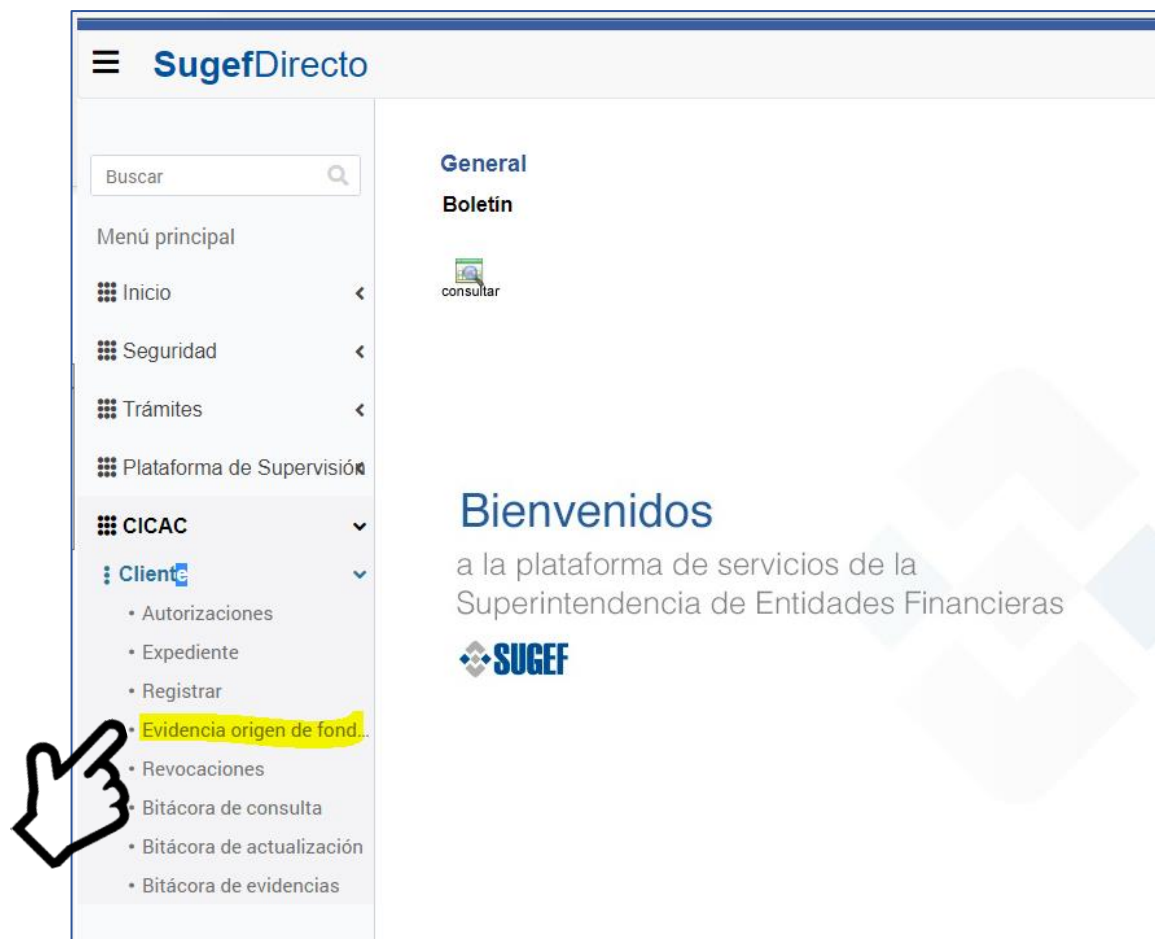 SugefDirecto
Buscar
Menú principal
Inicio
Seguridad
Trámites
Plataforma de Supervisión
CICAC
Cliente
Autorizaciones
Expediente
Registrar
Evidencia origen de fond...
Revocaciones
Bitácora de consulta
Bitácora de actualización
Bitácora de evidencias
General
Boletín
consultar
Bienvenidos
a la plataforma de servicios de la
Superintendencia de Entidades Financieras
SUGEF